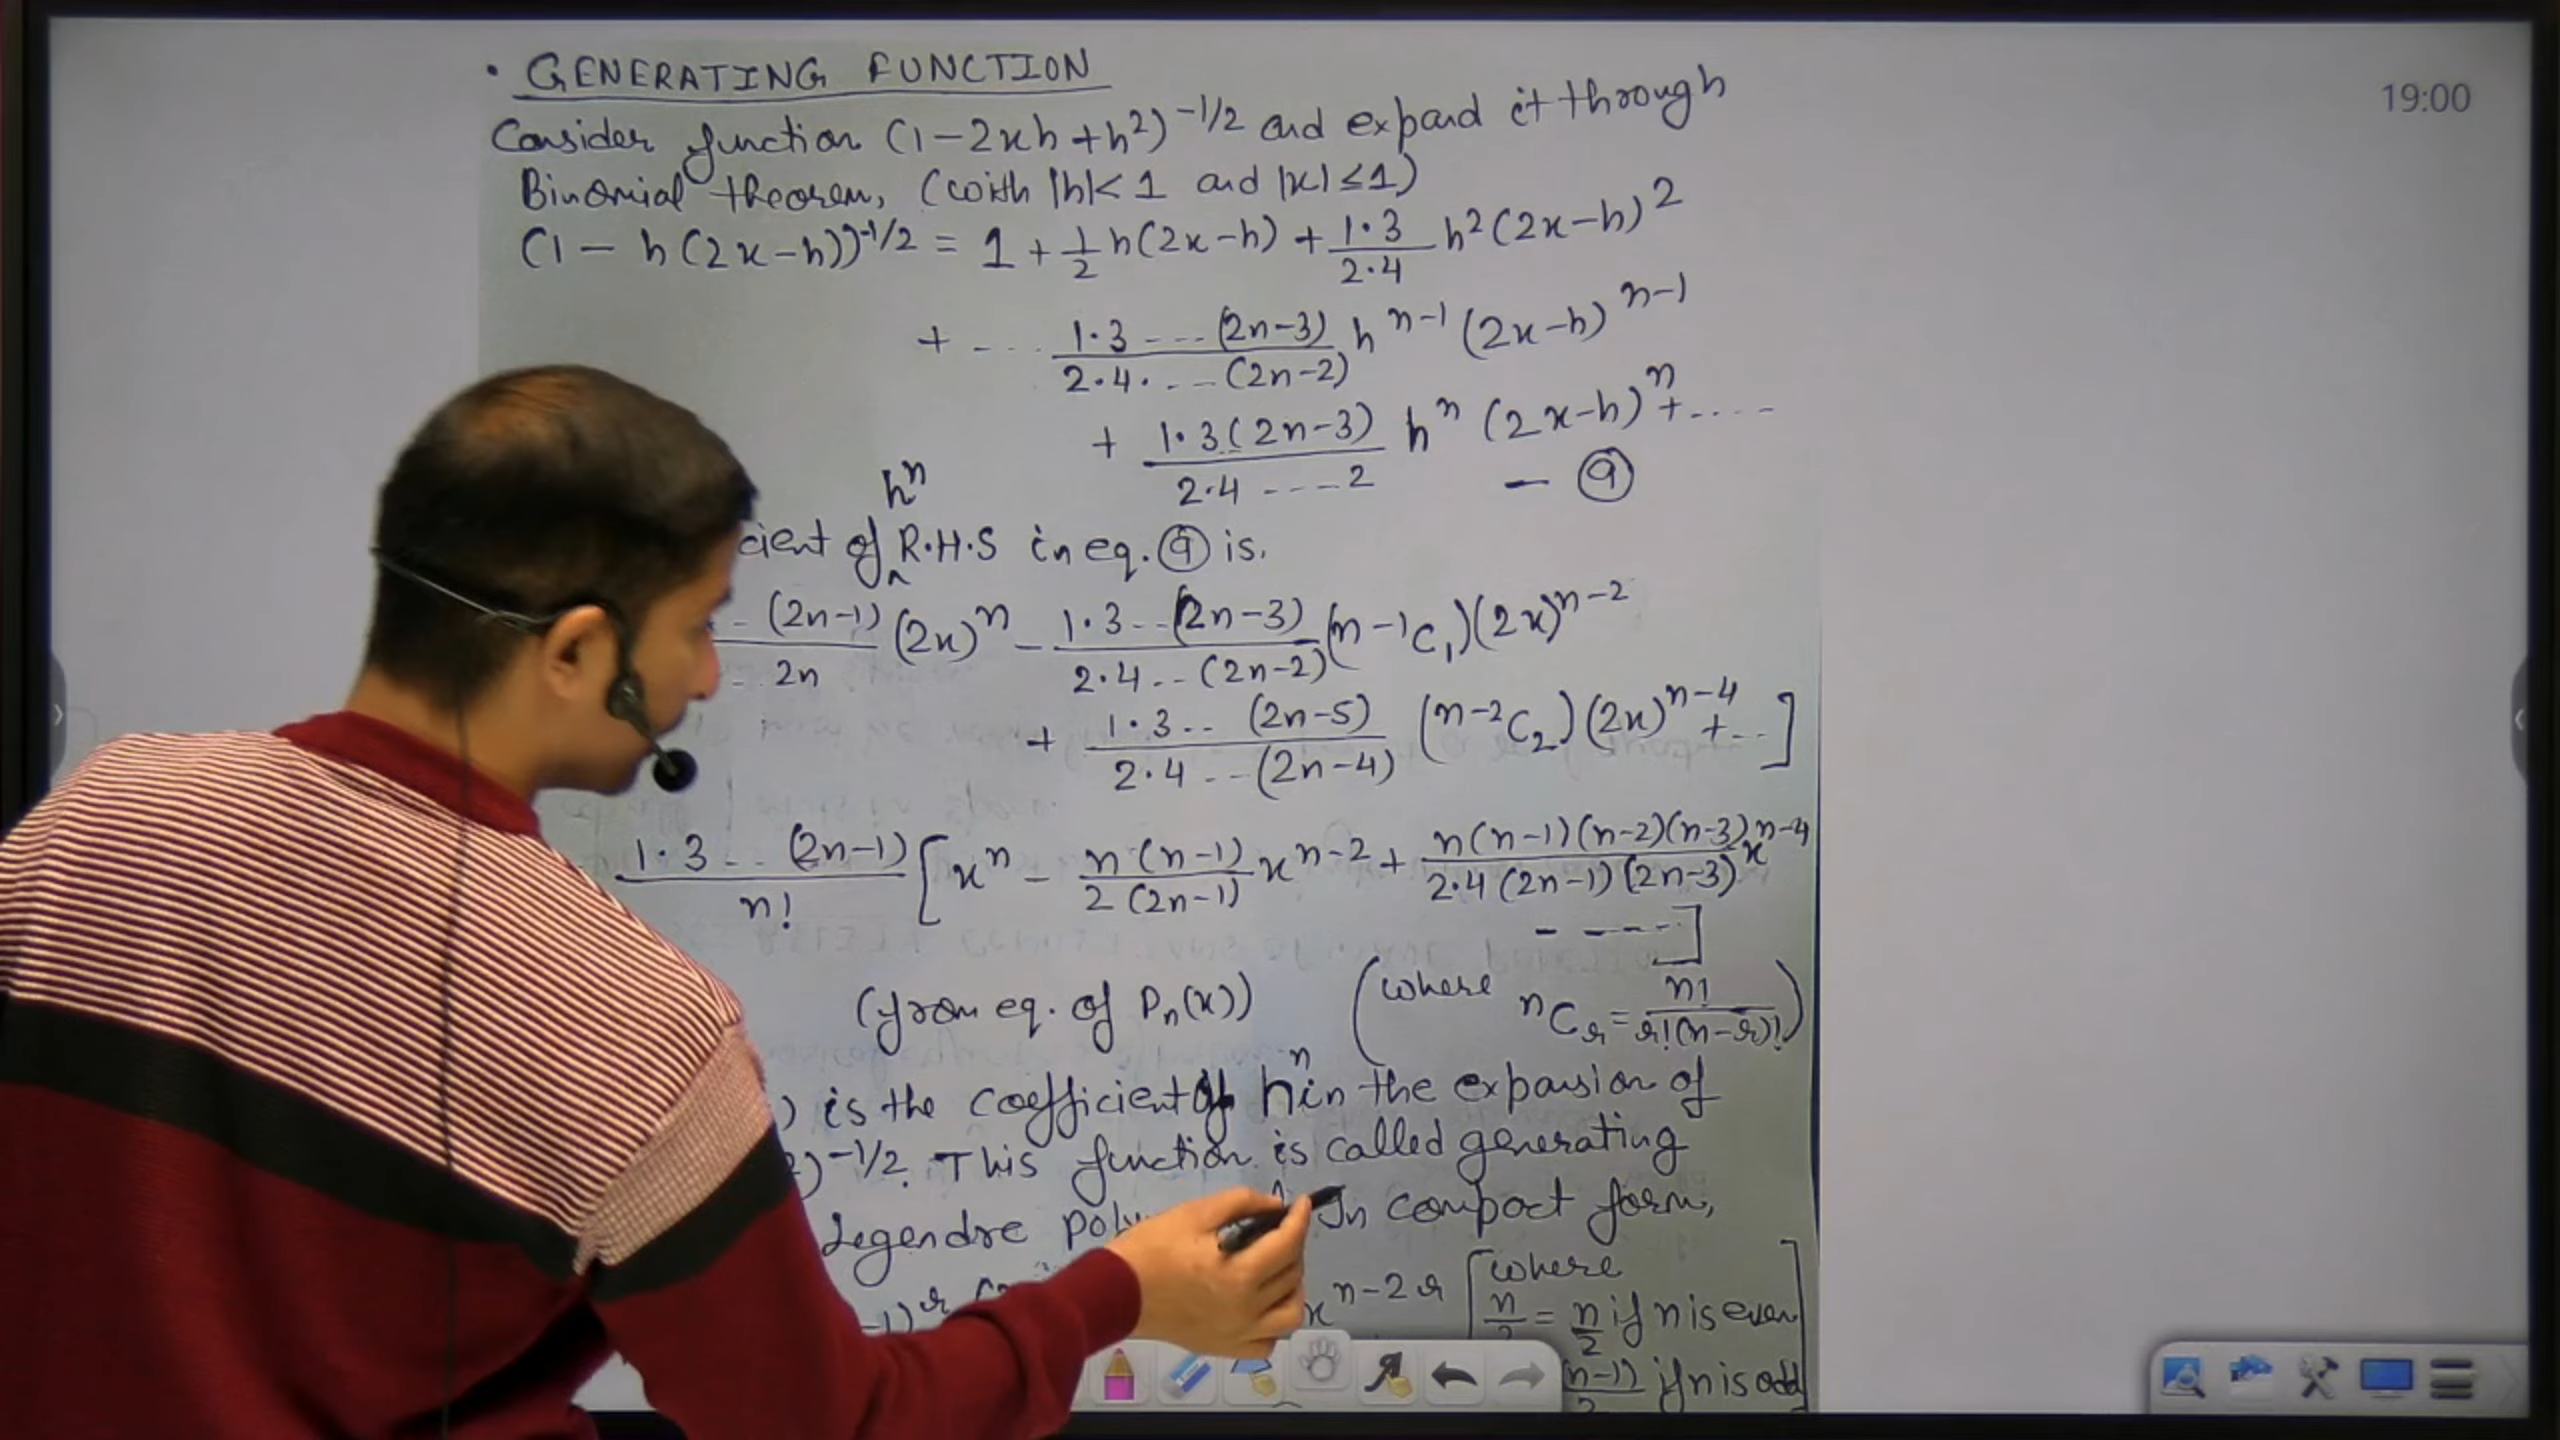 • GENERATING FUNCTION
19:00
Consider function (1-2xh+h²)^-1/2 and expand it through
Binomial theorem, (with |h|<1 and |x|≤1)
(1-h(2x-h))^-1/2 = 1 + 1/2 h(2x-h) + 1·3/2·4 h²(2x-h)²
+ -... 1·3 --- (2n-3)/2·4· .-- (2n-2) h^n-1 (2x-h)^n-1
+ 1·3(2n-3)/2·4 ----2 h^n (2x-h)^n +.... — ⑨
h^n
of R.H.S in eq. ⑨ is.
(2n-1)/2n (2x)^n - 1·3--(2n-3)/2·4--(2n-2) (n-1C₁)(2x)^n-2
+ 1·3.. (2n-5)/2·4 --(2n-4) (n-2C₂)(2x)^n-4 +..]
1·3-.. (2n-1)/n! [x^n - n(n-1)/2(2n-1) x^n-2 + n(n-1)(n-2)(n-3)/2·4(2n-1)(2n-3) x^n-4
- ----]
(from eq. of Pn(x)) (where nCr = n!/r!(n-r)!)
) is the coefficient of h^n in the expansion of
)^-1/2. This function is called generating
Legendre In compact form,
-1)^r x^n-2r [where n/2 = n/2 if n is even
(n-1)/2 if n is odd]